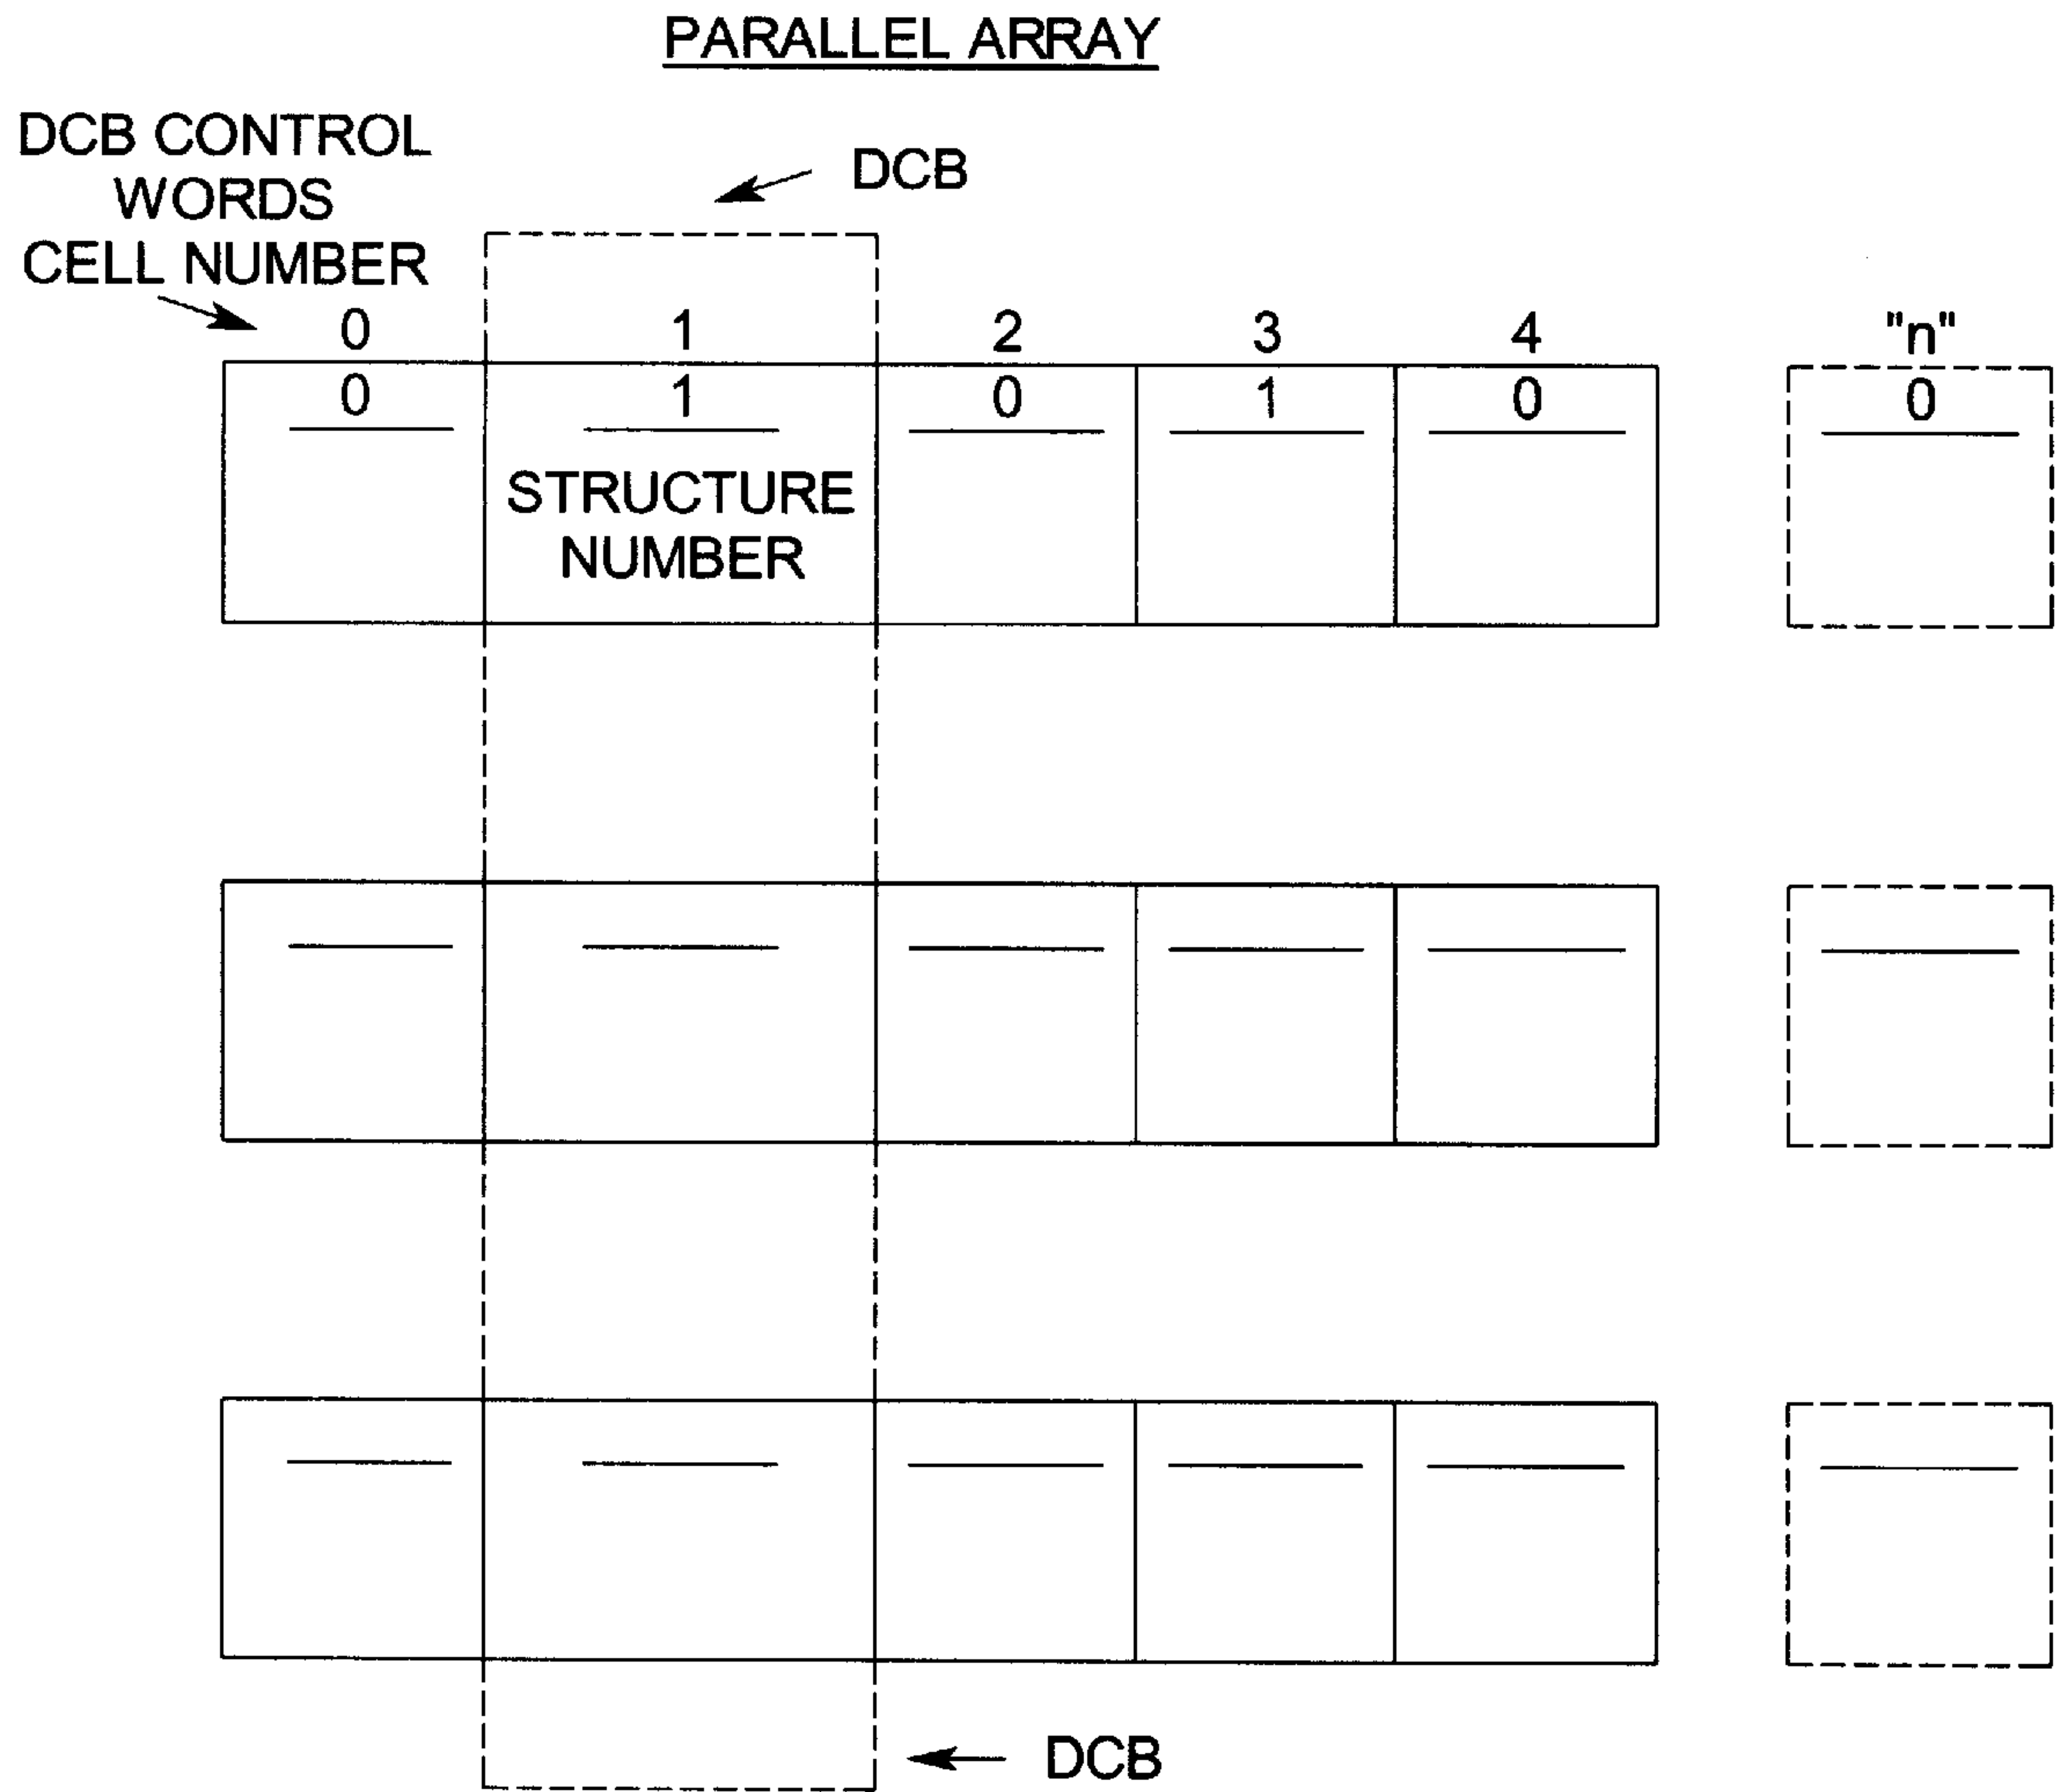 PARALLEL ARRAY
DCB CONTROL
WORDS
CELL NUMBER
DCB
0 1 2 3 4 "n"
0 1 0 1 0 0
STRUCTURE
NUMBER
DCB